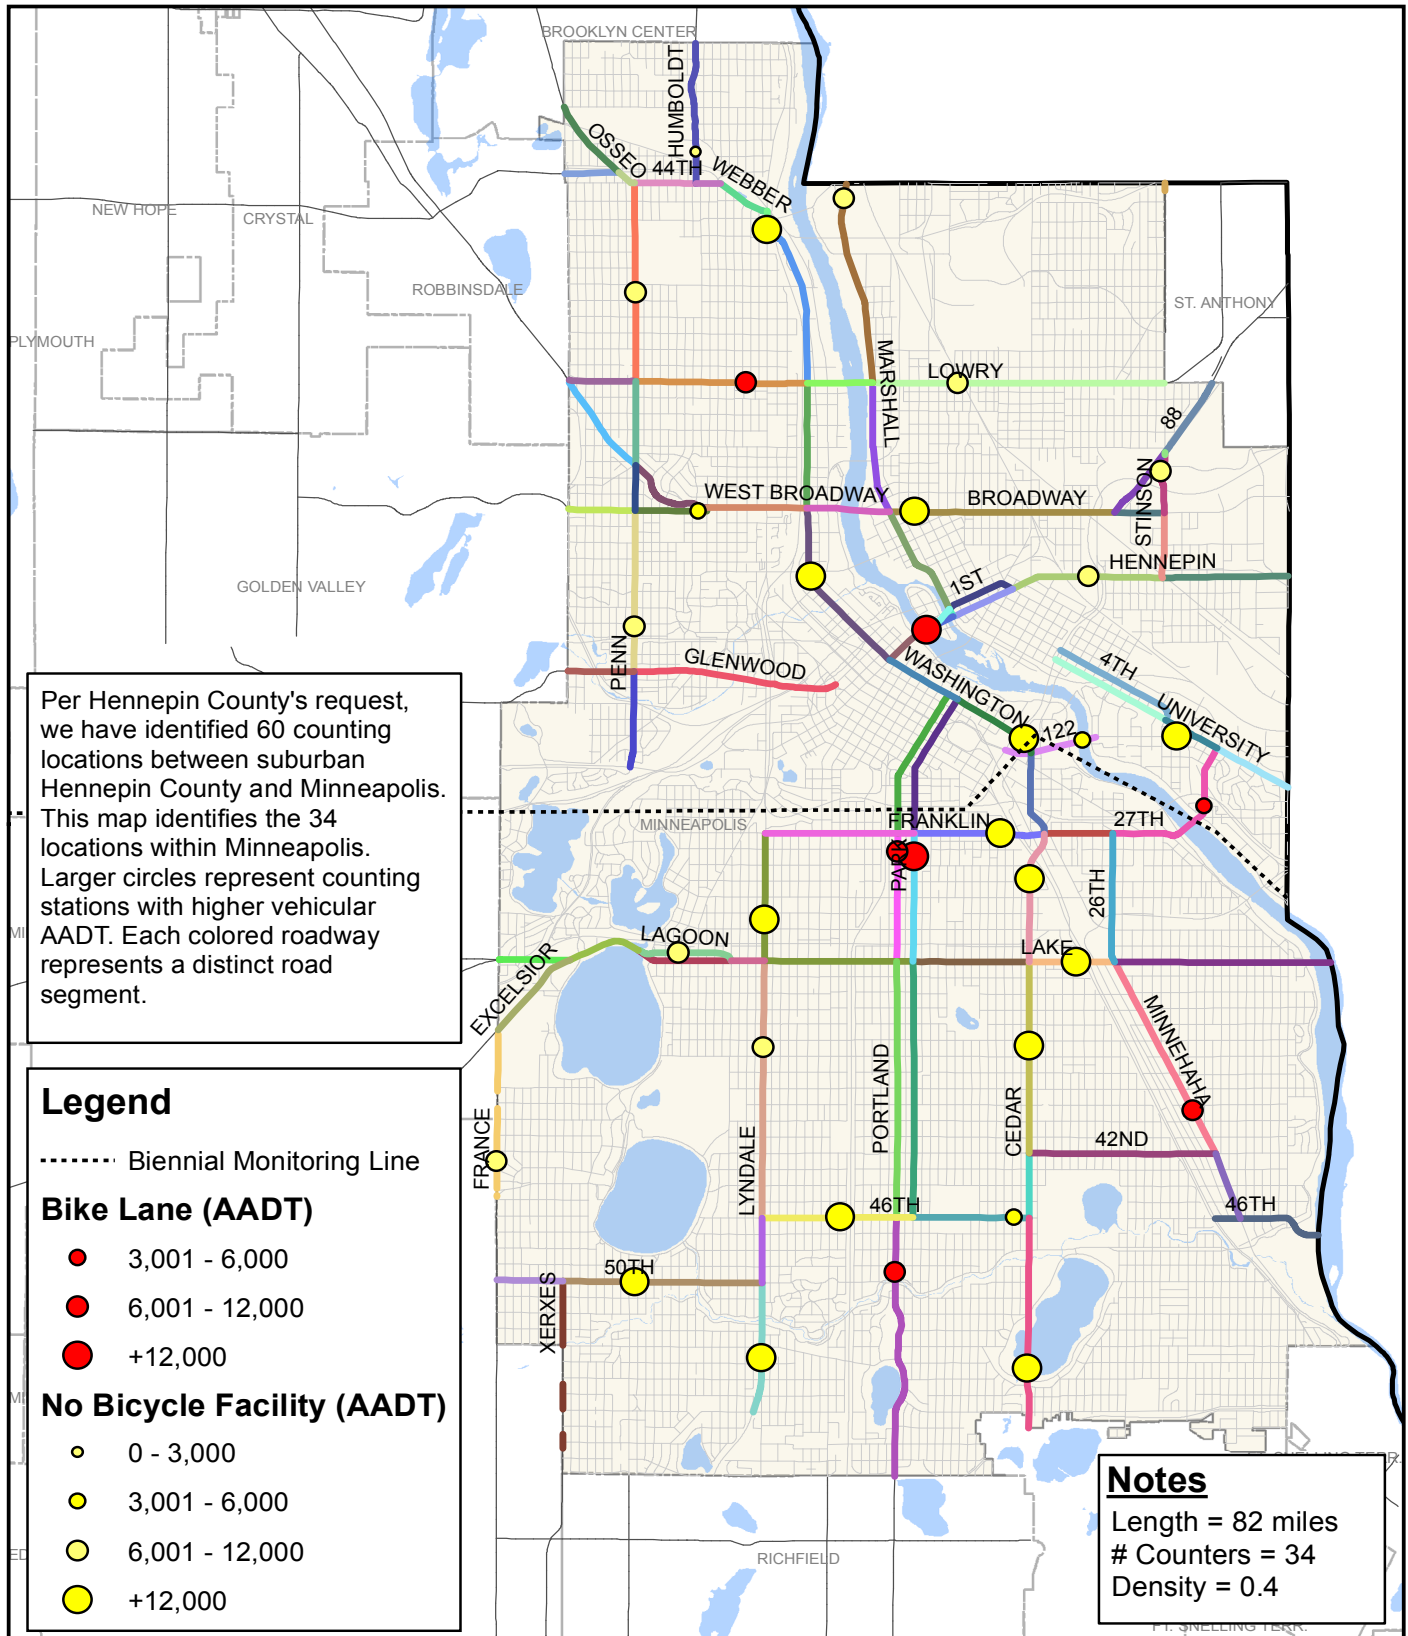 BROOKLYN CENTER
HUMBOLDT
OSSEO
44TH
WEBBER
NEW HOPE
CRYSTAL
ROBBINSDALE
ST. ANTHONY
PLYMOUTH
MARSHALL
LOWRY
88
WEST BROADWAY
BROADWAY
STINSON
HENNEPIN
GOLDEN VALLEY
1ST
PENN
GLENWOOD
WASHINGTON
4TH
UNIVERSITY
122
Per Hennepin County's request,
we have identified 60 counting
locations between suburban
Hennepin County and Minneapolis.
This map identifies the 34
locations within Minneapolis.
Larger circles represent counting
stations with higher vehicular
AADT. Each colored roadway
represents a distinct road
segment.
MINNEAPOLIS
FRANKLIN
27TH
PARK
26TH
LAGOON
LAKE
EXCELSIOR
MINNEHAHA
PORTLAND
CEDAR
FRANCE
LYNDALE
42ND
46TH
46TH
50TH
XERXES
Legend
Biennial Monitoring Line
Bike Lane (AADT)
3,001 - 6,000
6,001 - 12,000
+12,000
No Bicycle Facility (AADT)
0 - 3,000
3,001 - 6,000
6,001 - 12,000
+12,000
SNELLING TERR.
Notes
Length = 82 miles
# Counters = 34
Density = 0.4
RICHFIELD
FT. SNELLING TERR.